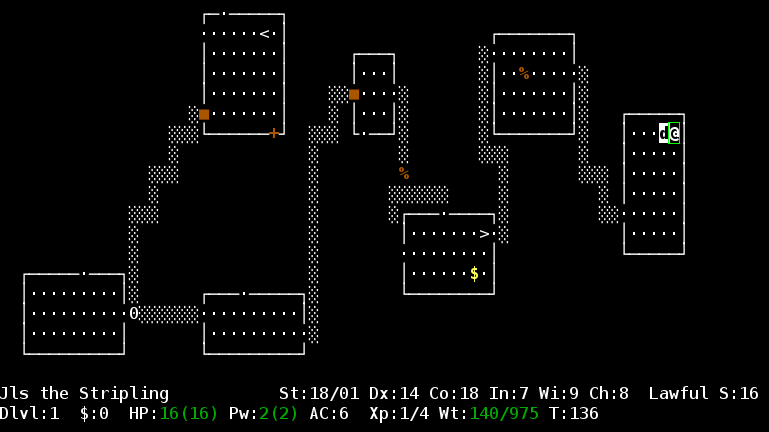 Jls the Stripling St:18/01 Dx:14 Co:18 In:7 Wi:9 Ch:8 Lawful S:16
Dlvl:1 $:0 HP:16(16) Pw:2(2) AC:6 Xp:1/4 Wt:140/975 T:136